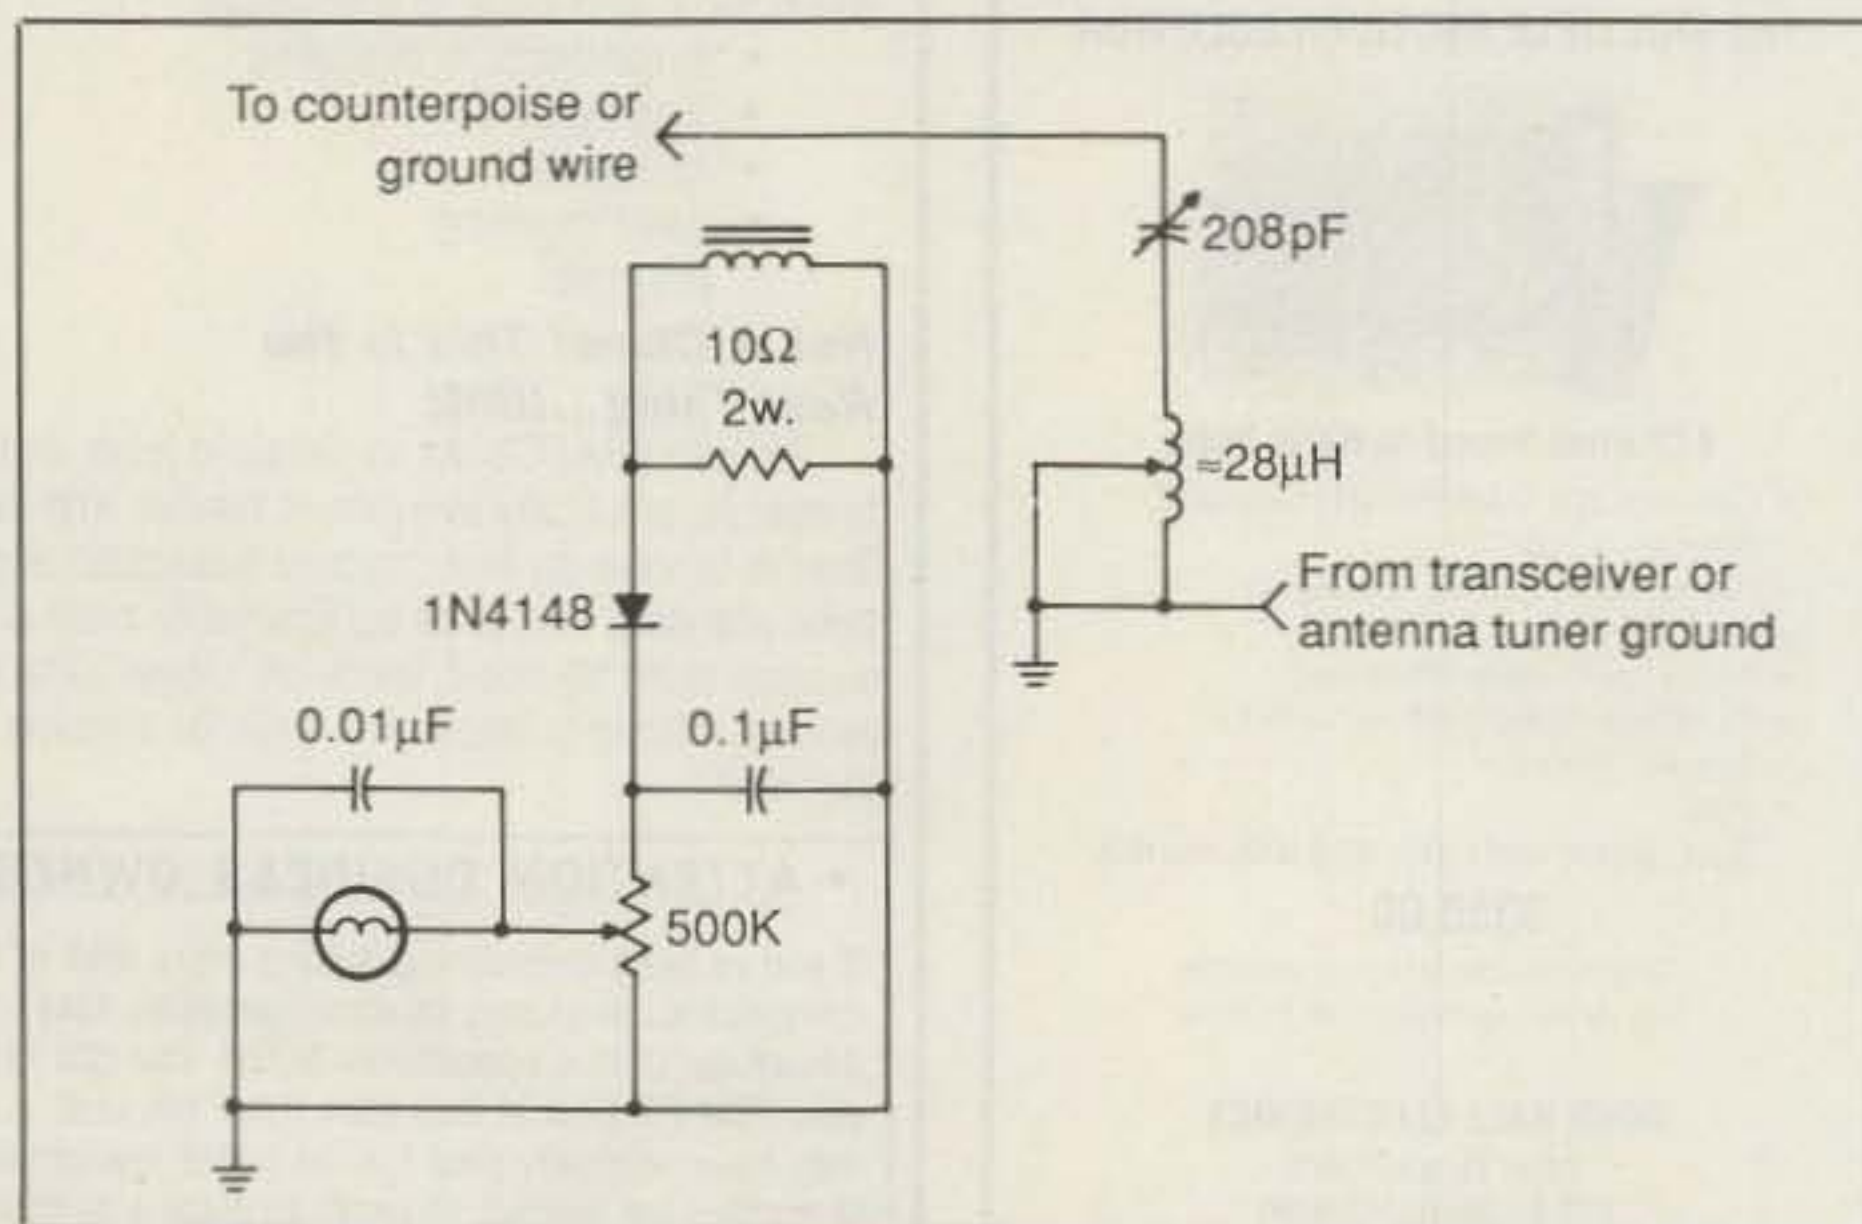 To counterpoise or
ground wire
208pF
10Ω
2w.
≈28µH
1N4148
From transceiver or
antenna tuner ground
0.01µF
0.1µF
500K